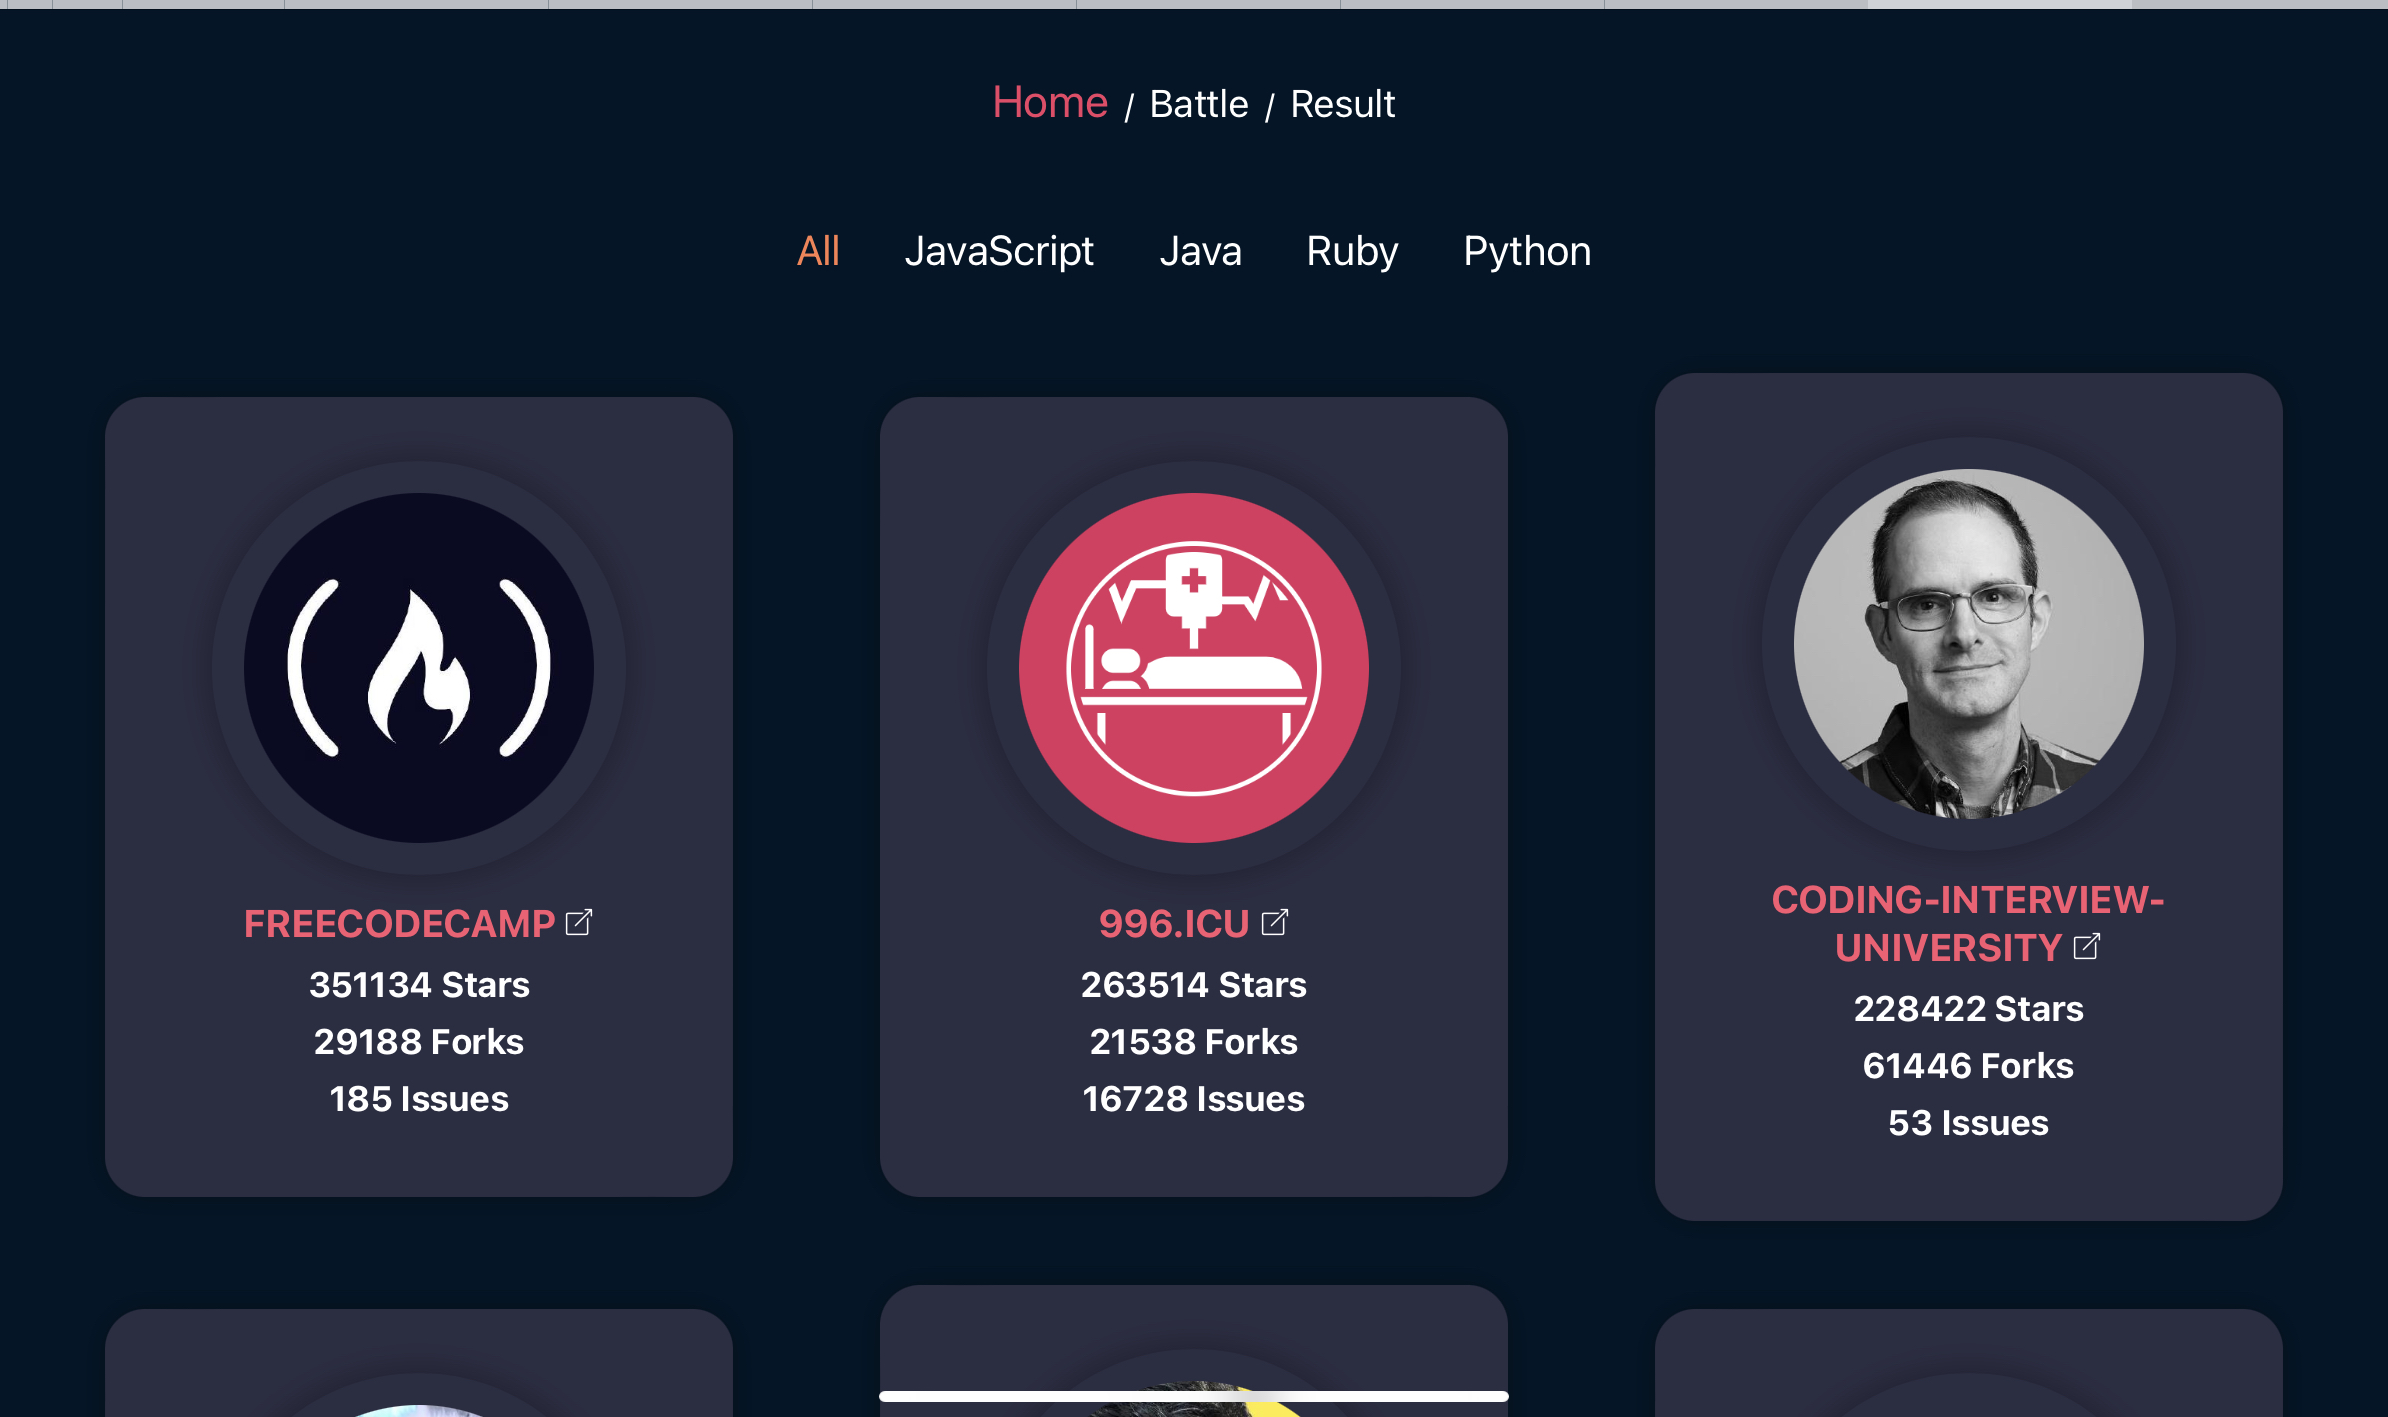 Home / Battle / Result
All JavaScript Java Ruby Python
FREECODECAMP
351134 Stars
29188 Forks
185 Issues
996.ICU
263514 Stars
21538 Forks
16728 Issues
CODING-INTERVIEW-
UNIVERSITY
228422 Stars
61446 Forks
53 Issues